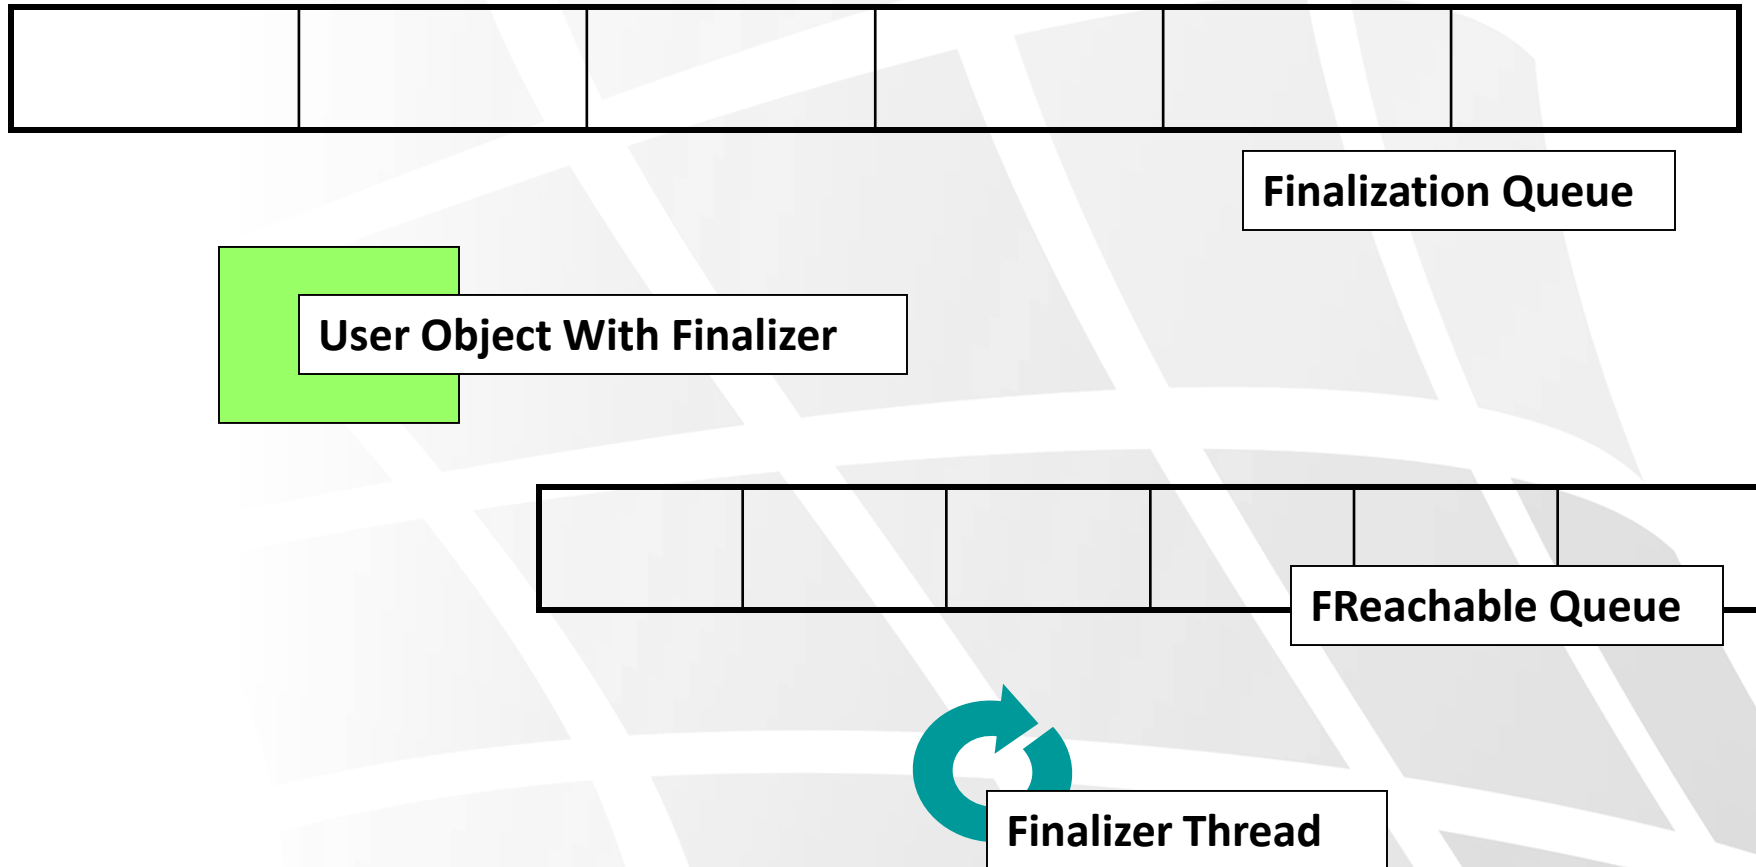 Finalization Queue
User Object With Finalizer
FReachable Queue
Finalizer Thread